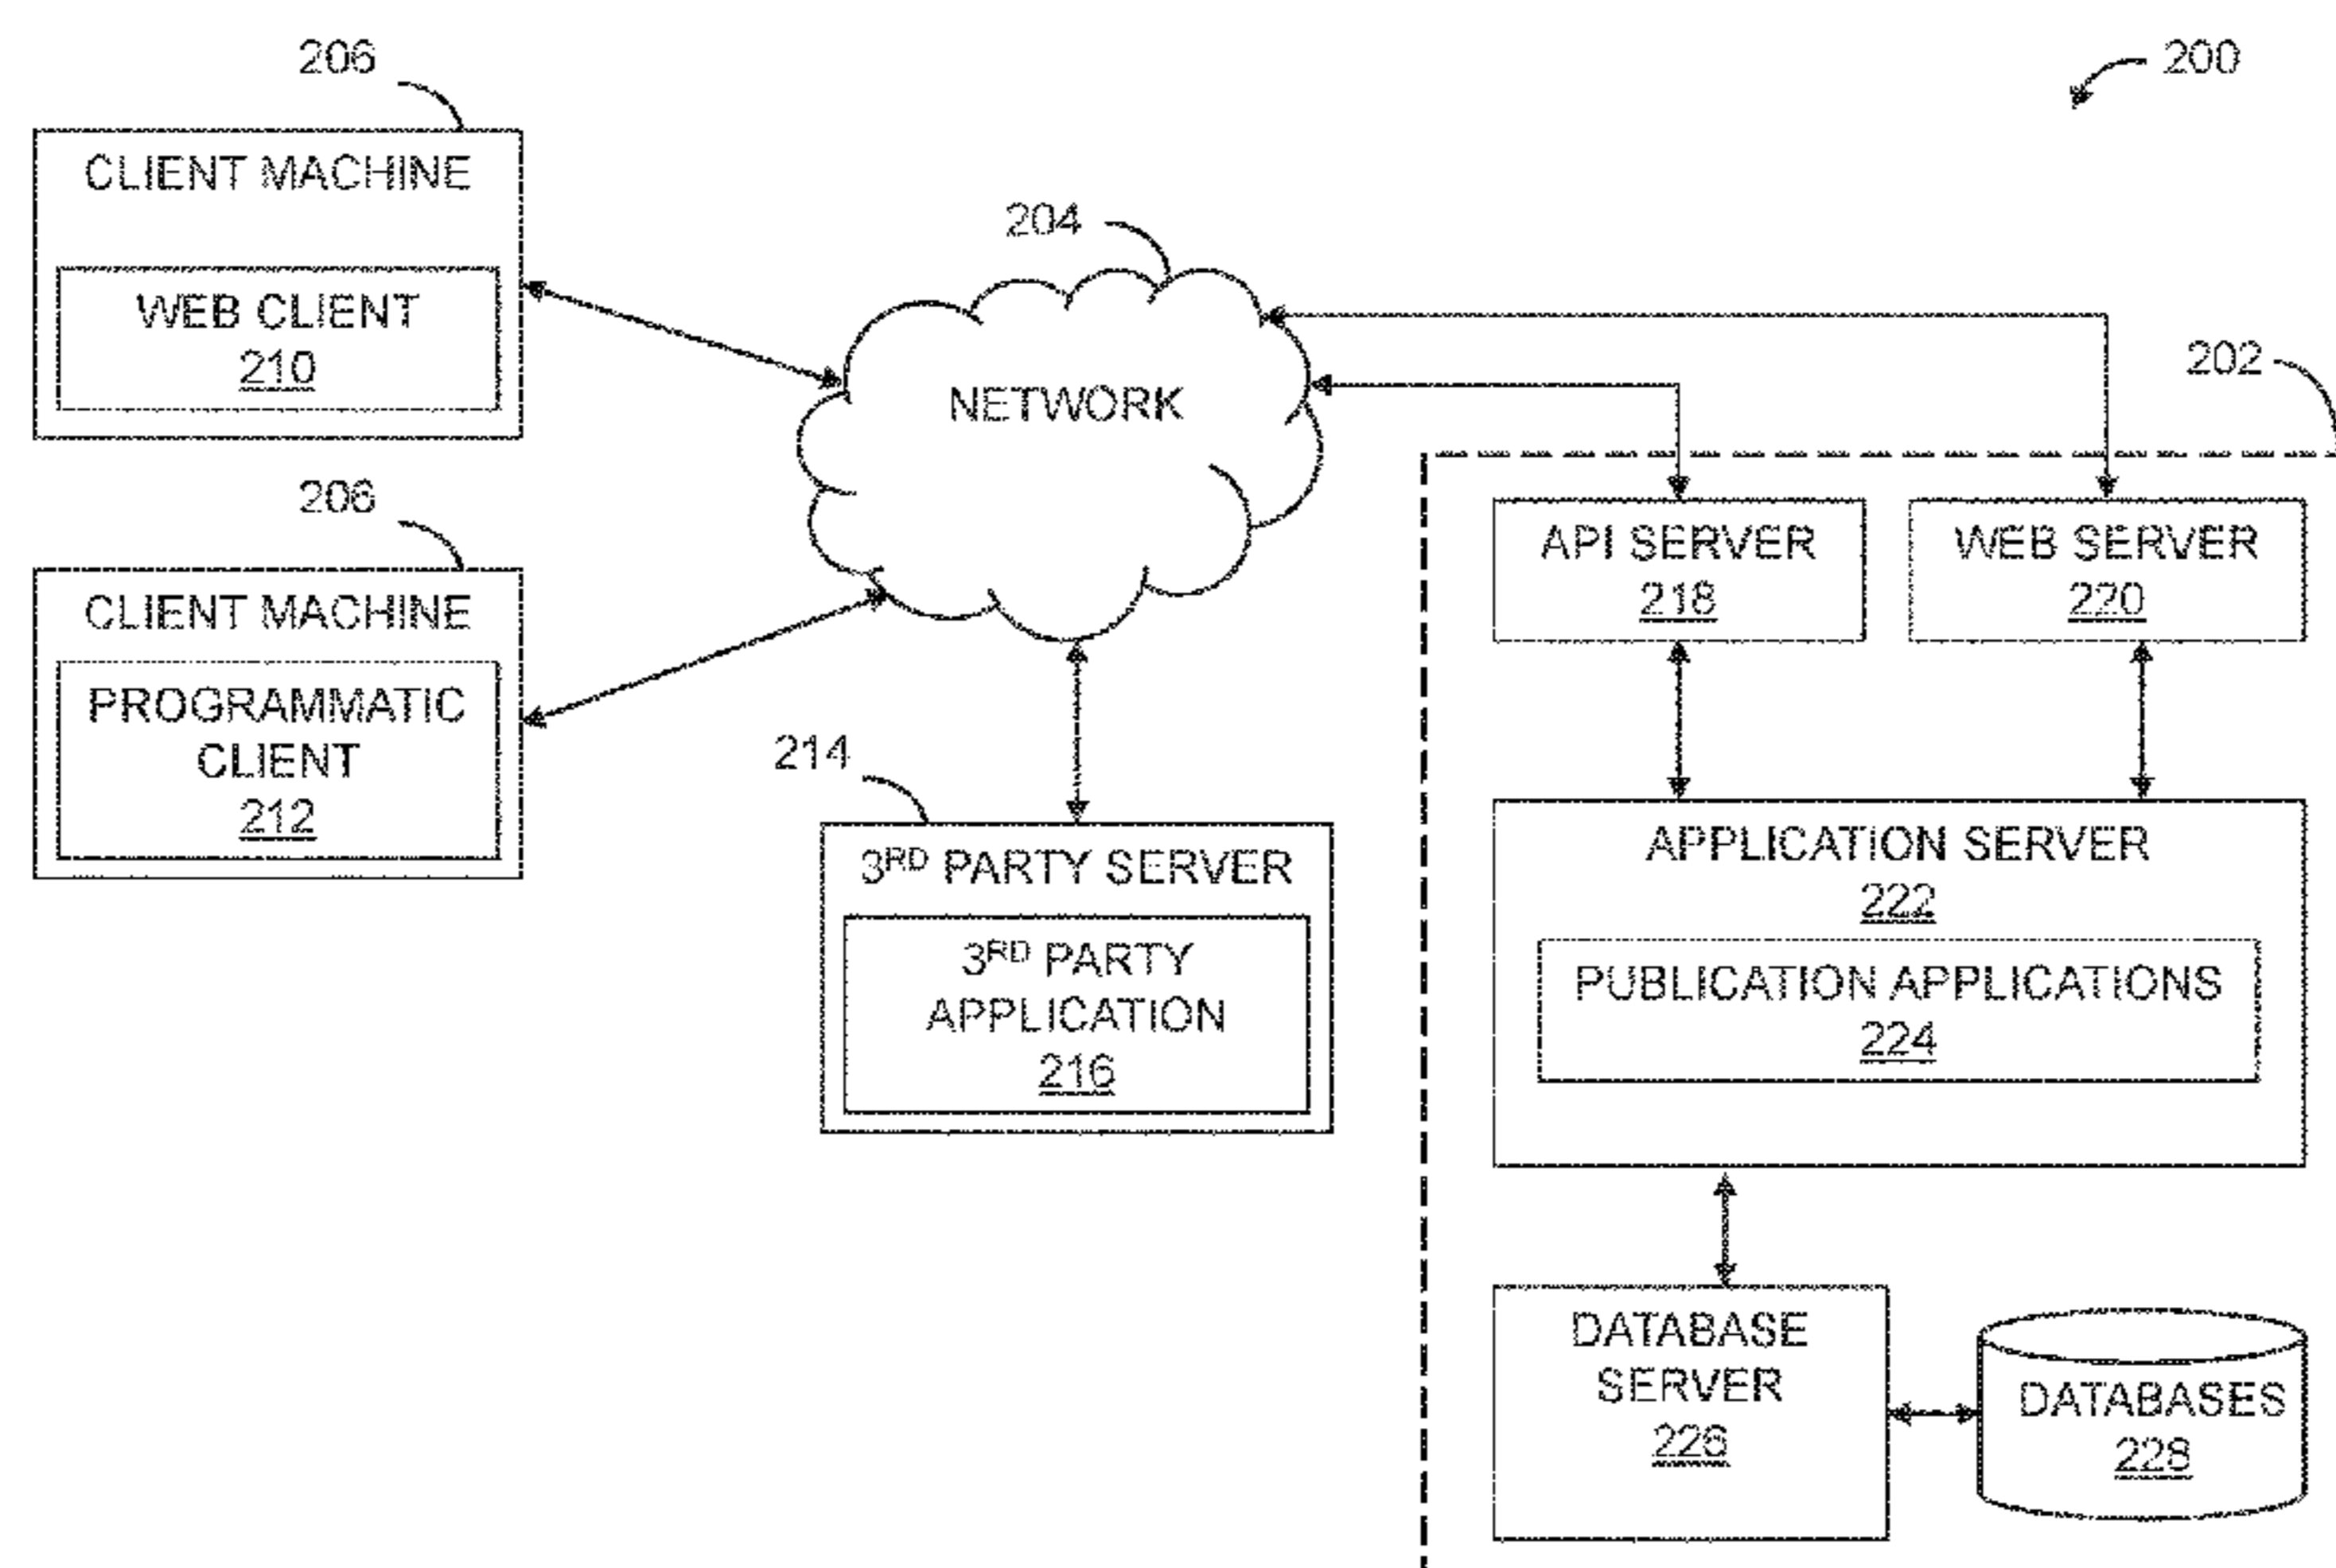 206
200
CLIENT MACHINE
WEB CLIENT
210
204
NETWORK
202
206
CLIENT MACHINE
PROGRAMMATIC
CLIENT
212
API SERVER
218
WEB SERVER
220
214
3RD PARTY SERVER
3RD PARTY
APPLICATION
216
APPLICATION SERVER
222
PUBLICATION APPLICATIONS
224
DATABASE
SERVER
226
DATABASES
228